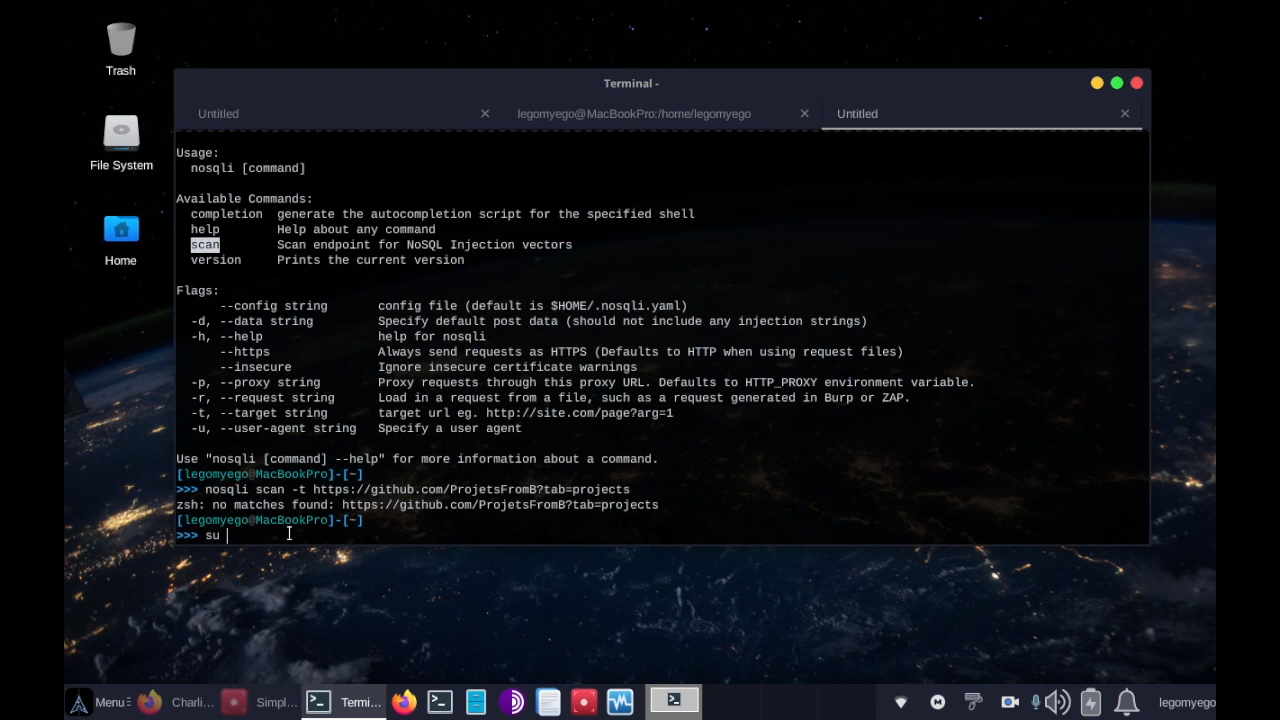 Trash
File System
Home
Terminal -
Untitled
legomyego@MacBookPro:/home/legomyego
Untitled
Usage:
  nosqli [command]
Available Commands:
  completion  generate the autocompletion script for the specified shell
  help        Help about any command
  scan        Scan endpoint for NoSQL Injection vectors
  version     Prints the current version
Flags:
      --config string       config file (default is $HOME/.nosqli.yaml)
  -d, --data string         Specify default post data (should not include any injection strings)
  -h, --help                help for nosqli
      --https               Always send requests as HTTPS (Defaults to HTTP when using request files)
      --insecure            Ignore insecure certificate warnings
  -p, --proxy string        Proxy requests through this proxy URL. Defaults to HTTP_PROXY environment variable.
  -r, --request string      Load in a request from a file, such as a request generated in Burp or ZAP.
  -t, --target string       target url eg. http://site.com/page?arg=1
  -u, --user-agent string   Specify a user agent
Use "nosqli [command] --help" for more information about a command.
[legomyego@MacBookPro]-[~]
>>> nosqli scan -t https://github.com/ProjetsFromB?tab=projects
zsh: no matches found: https://github.com/ProjetsFromB?tab=projects
[legomyego@MacBookPro]-[~]
>>> su
Menu
Charli...
Simpl...
Termi...
legomyego